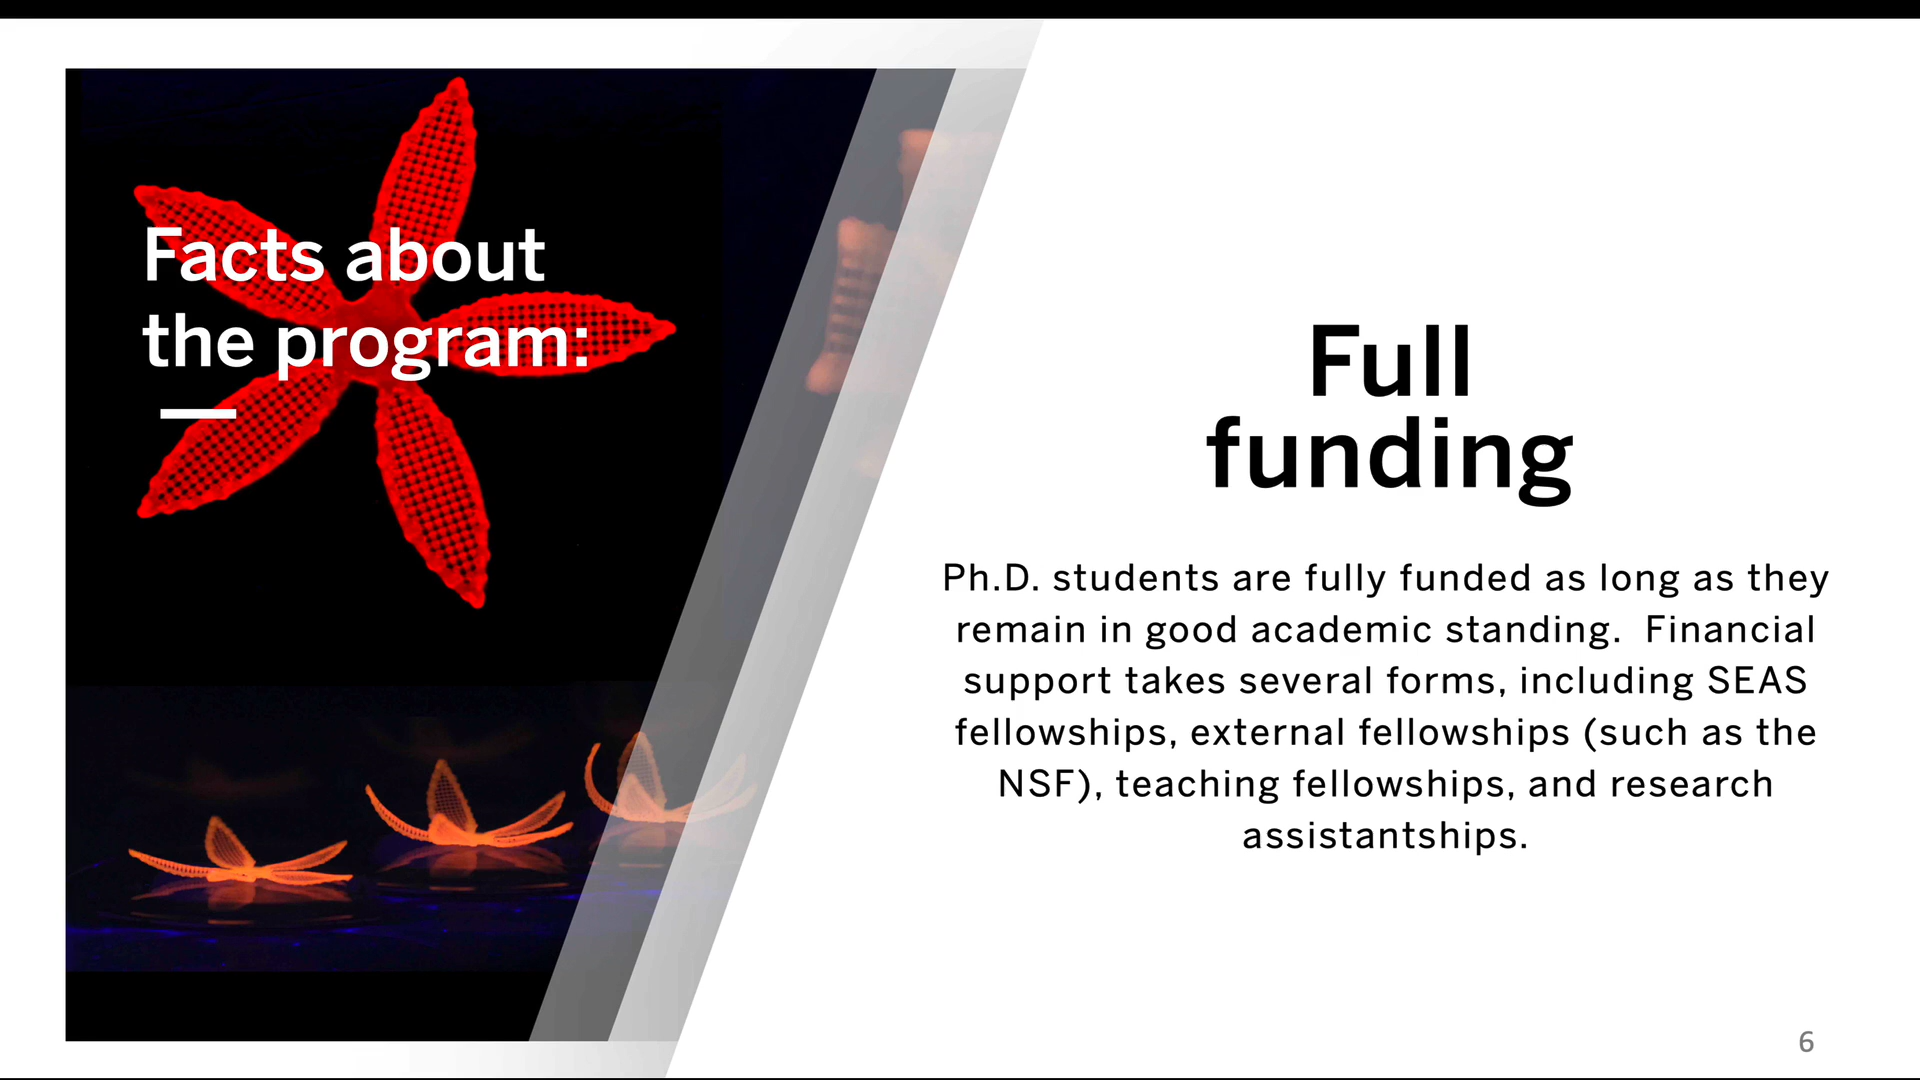 Facts about
the program:
Full
funding
Ph.D. students are fully funded as long as they
remain in good academic standing.  Financial
support takes several forms, including SEAS
fellowships, external fellowships (such as the
NSF), teaching fellowships, and research
assistantships.
6